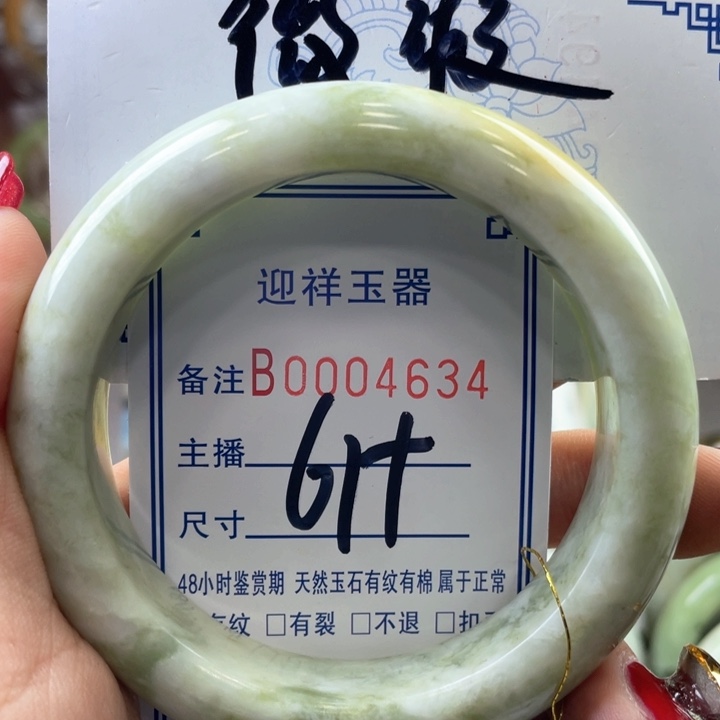 迎祥玉器
备注B0004634
主播
尺寸
48小时鉴赏期 天然玉石有纹有棉属于正常
纹 □有裂 □不退 □扣